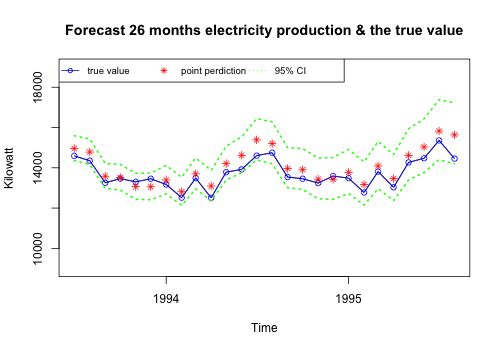 Forecast 26 months electricity production & the true value
true value
point perdiction
95% CI
Kilowatt
18000
14000
10000
1994
1995
Time